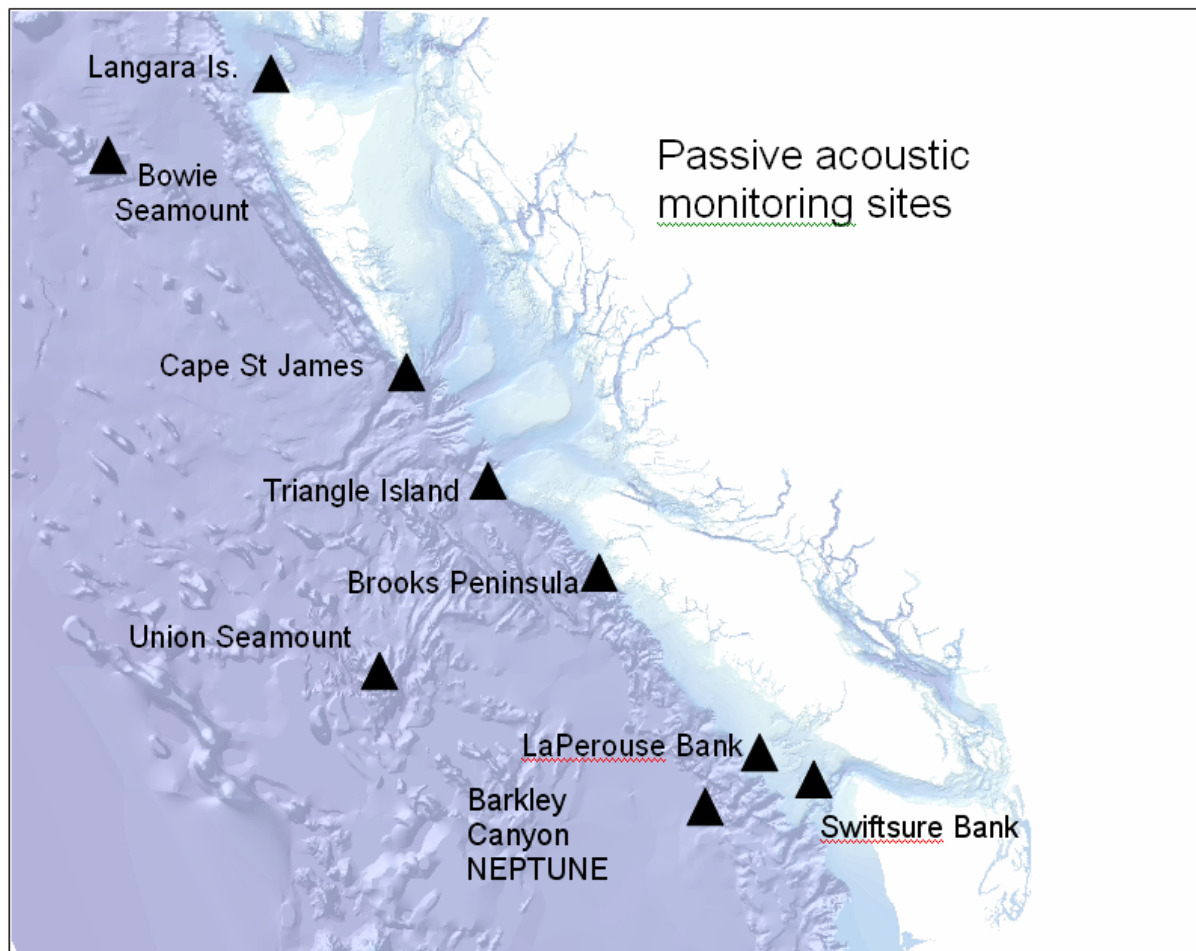 Langara Is.
Bowie
Seamount
Passive acoustic
monitoring sites
Cape St James
Triangle Island
Brooks Peninsula
Union Seamount
LaPerouse Bank
Barkley
Canyon
NEPTUNE
Swiftsure Bank